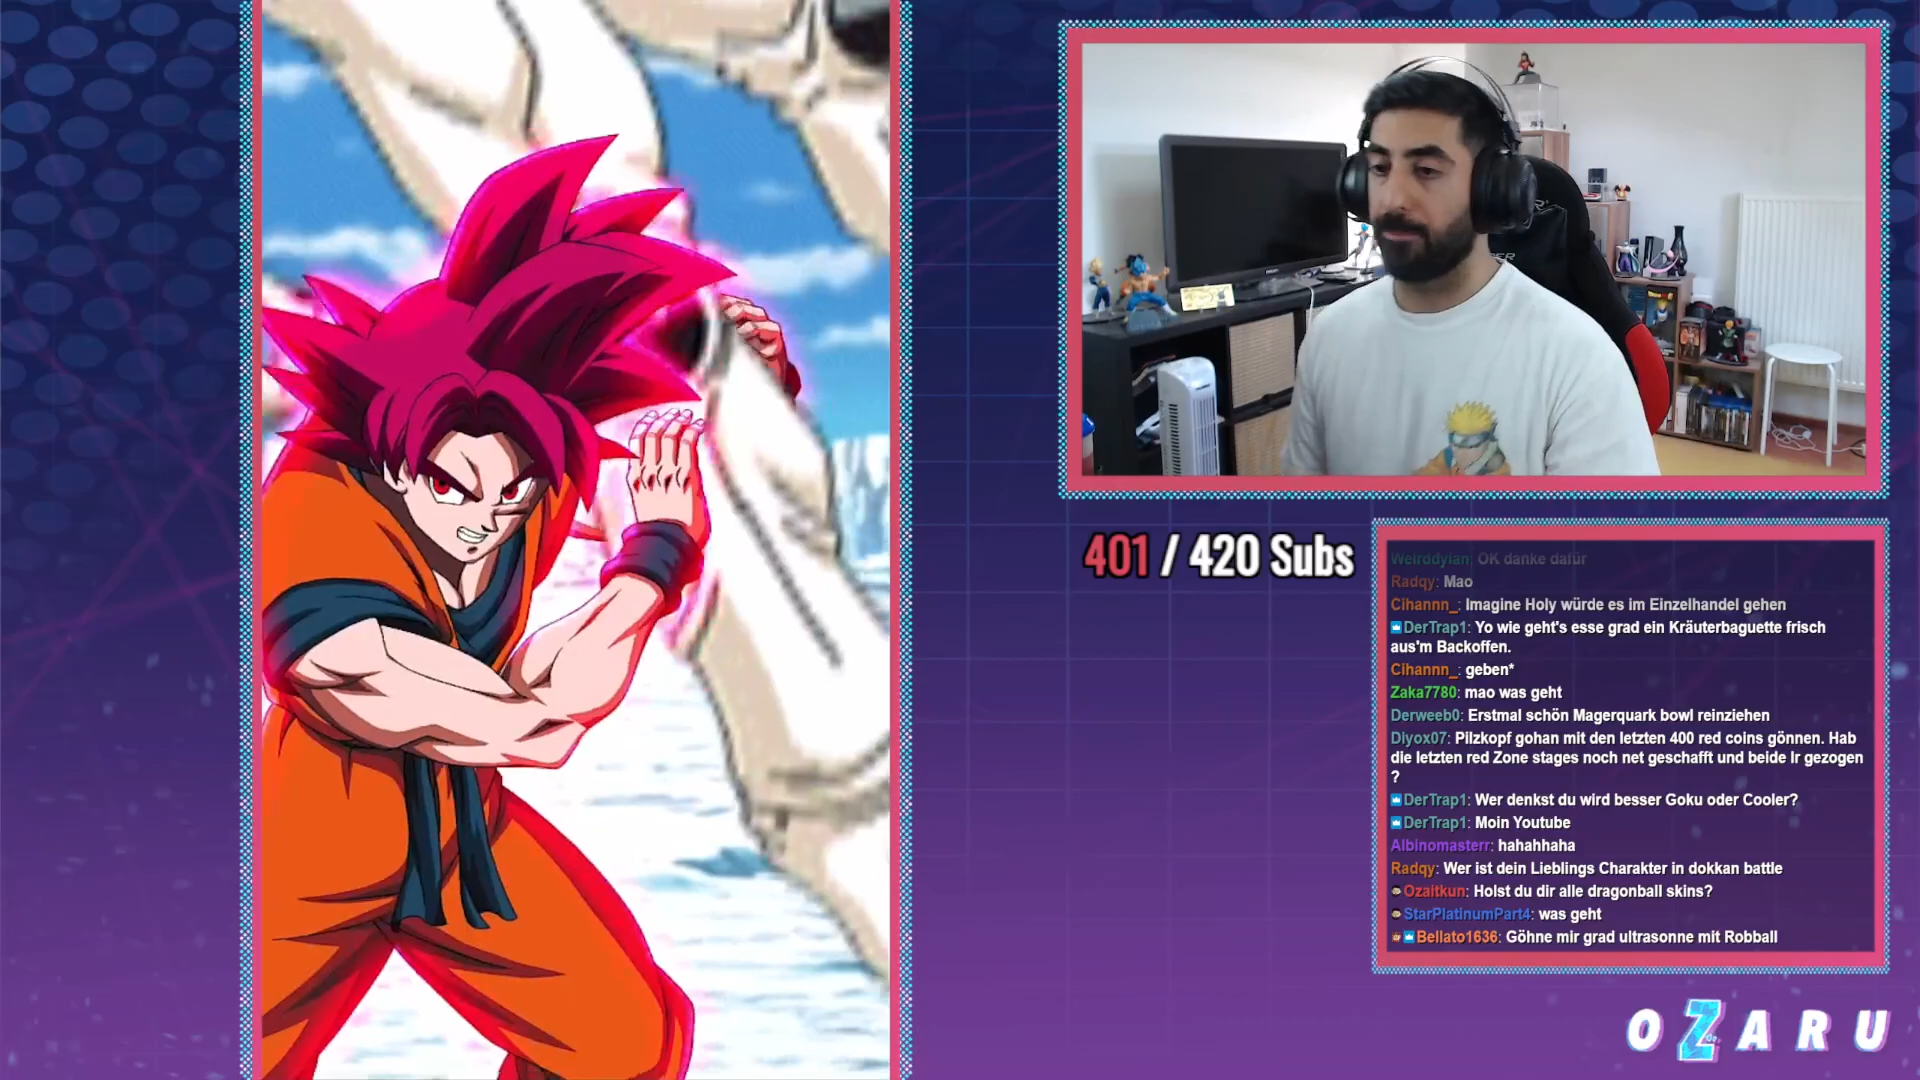 401 / 420 Subs
Weirddyian: OK danke dafür
Radqy: Mao
Cihannn_: Imagine Holy würde es im Einzelhandel gehen
DerTrap1: Yo wie geht's esse grad ein Kräuterbaguette frisch
aus'm Backoffen.
Cihannn_: geben*
Zaka7780: mao was geht
Derweeb0: Erstmal schön Magerquark bowl reinziehen
Diyox07: Pilzkopf gohan mit den letzten 400 red coins gönnen. Hab
die letzten red Zone stages noch net geschafft und beide lr gezogen
?
DerTrap1: Wer denkst du wird besser Goku oder Cooler?
DerTrap1: Moin Youtube
Albinomasterr: hahahhaha
Radqy: Wer ist dein Lieblings Charakter in dokkan battle
Ozaitkun: Holst du dir alle dragonball skins?
StarPlatinumPart4: was geht
Bellato1636: Göhne mir grad ultrasonne mit Robball
OZARU